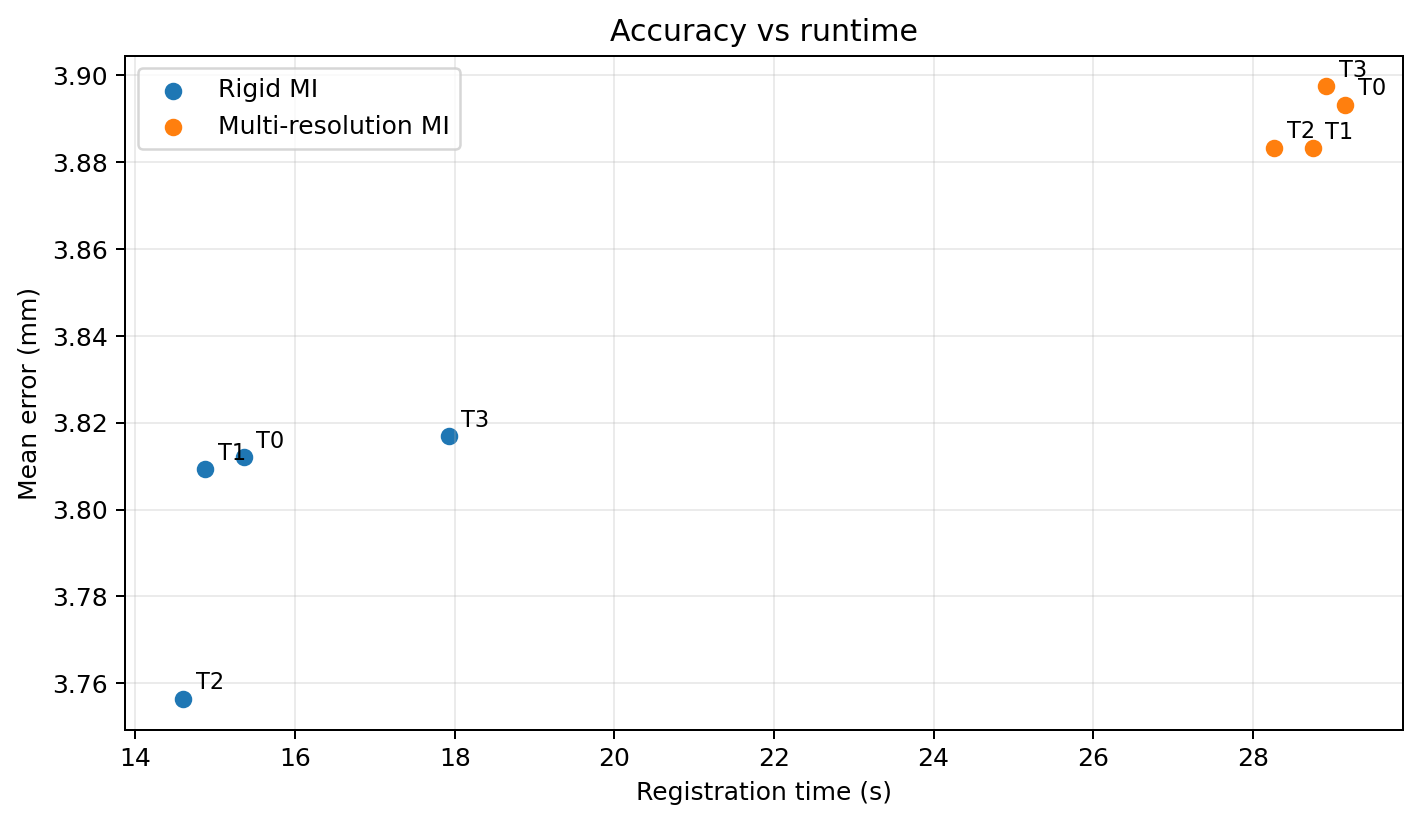 Accuracy vs runtime
Rigid MI
Multi-resolution MI
T3
T0
T2
T1
T3
T0
T1
T2
3.90
3.88
3.86
3.84
3.82
3.80
3.78
3.76
Mean error (mm)
14 16 18 20 22 24 26 28
Registration time (s)